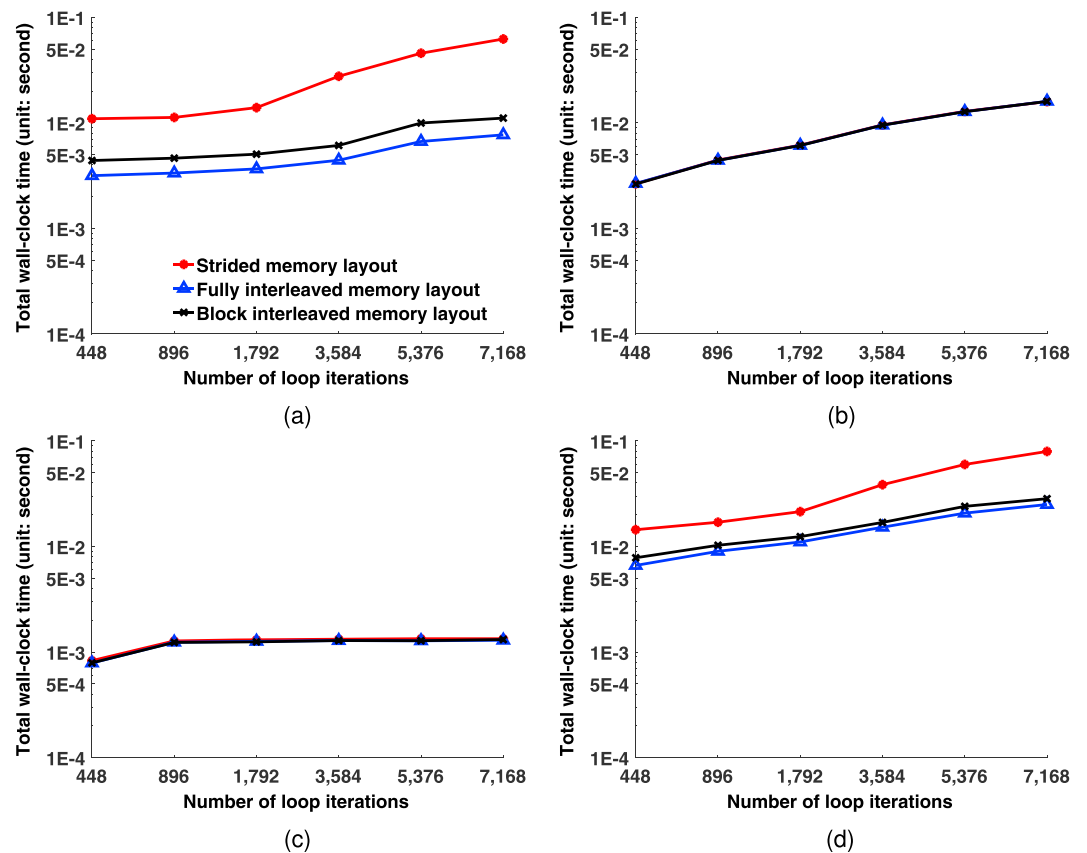 Total wall-clock time (unit: second)
1E-1
5E-2
1E-2
5E-3
1E-3
5E-4
1E-4
Strided memory layout
Fully interleaved memory layout
Block interleaved memory layout
448 896 1,792 3,584 5,376 7,168
Number of loop iterations
(a)
Total wall-clock time (unit: second)
1E-1
5E-2
1E-2
5E-3
1E-3
5E-4
1E-4
448 896 1,792 3,584 5,376 7,168
Number of loop iterations
(b)
Total wall-clock time (unit: second)
1E-1
5E-2
1E-2
5E-3
1E-3
5E-4
1E-4
448 896 1,792 3,584 5,376 7,168
Number of loop iterations
(c)
Total wall-clock time (unit: second)
1E-1
5E-2
1E-2
5E-3
1E-3
5E-4
1E-4
448 896 1,792 3,584 5,376 7,168
Number of loop iterations
(d)